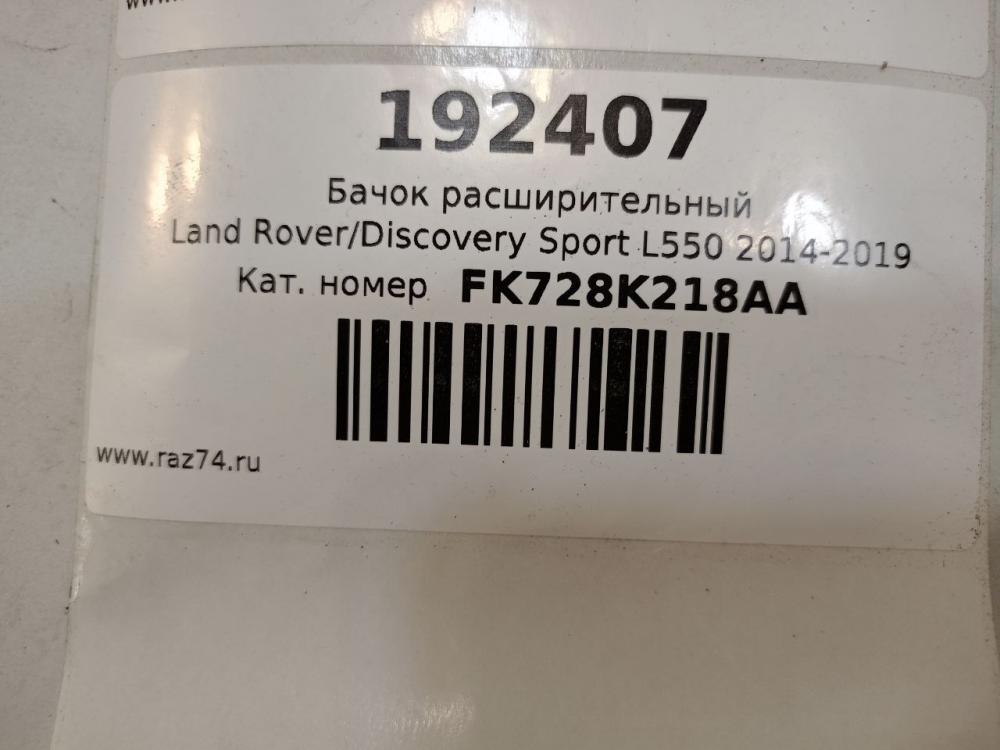 192407
Бачок расширительный
Land Rover/Discovery Sport L550 2014-2019
Кат. номер FK728K218AA
www.raz74.ru